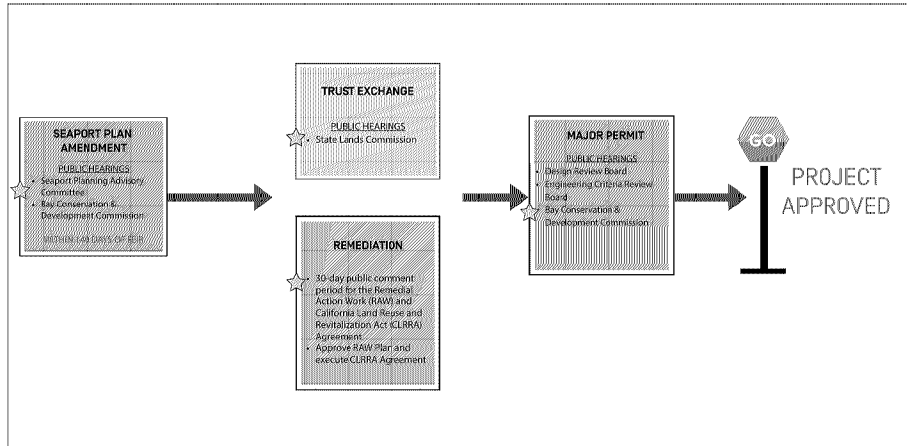 SEAPORT PLAN
AMENDMENT
PUBLIC HEARINGS
• Seaport Planning Advisory
Committee
• Bay Conservation &
Development Commission
WITHIN 140 DAYS OF FEIR
TRUST EXCHANGE
PUBLIC HEARINGS
• State Lands Commission
REMEDIATION
• 30-day public comment
period for the Remedial
Action Work (RAW) and
California Land Reuse and
Revitalization Act (CLRRA)
Agreement
• Approve RAW Plan and
execute CLRRA Agreement
MAJOR PERMIT
PUBLIC HEARINGS
• Design Review Board
• Engineering Criteria Review
Board
• Bay Conservation &
Development Commission
GO
PROJECT
APPROVED